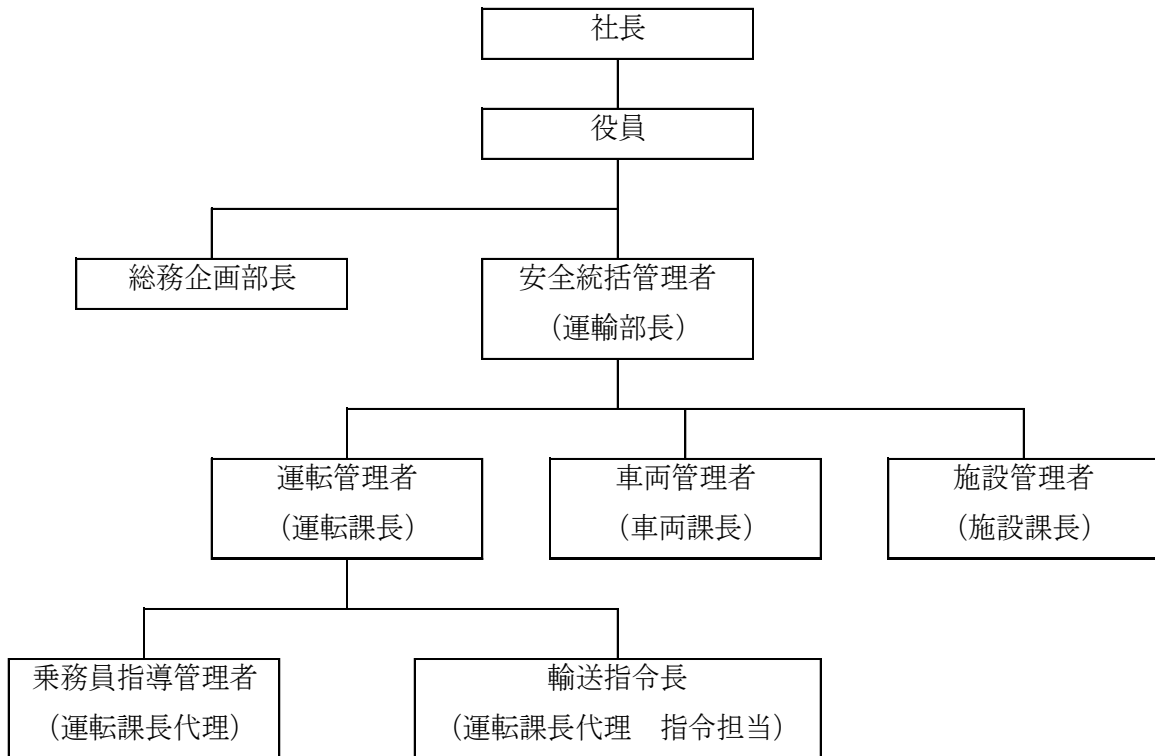 社長
役員
総務企画部長
安全統括管理者
（運輸部長）
運転管理者
（運転課長）
車両管理者
（車両課長）
施設管理者
（施設課長）
乗務員指導管理者
（運転課長代理）
輸送指令長
（運転課長代理　指令担当）